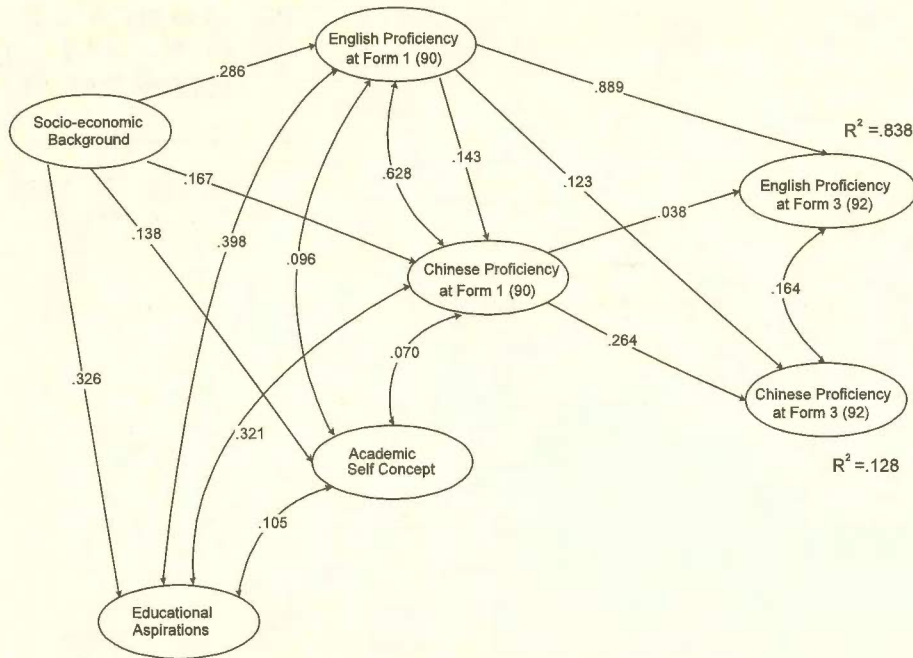 English Proficiency
at Form 1 (90)
.286
.889
Socio-economic
Background
R² =.838
.143
.167
.628
.123
English Proficiency
at Form 3 (92)
.038
.138
.398
.096
Chinese Proficiency
at Form 1 (90)
.164
.070
.264
.326
Chinese Proficiency
at Form 3 (92)
.321
Academic
Self Concept
R² =.128
.105
Educational
Aspirations